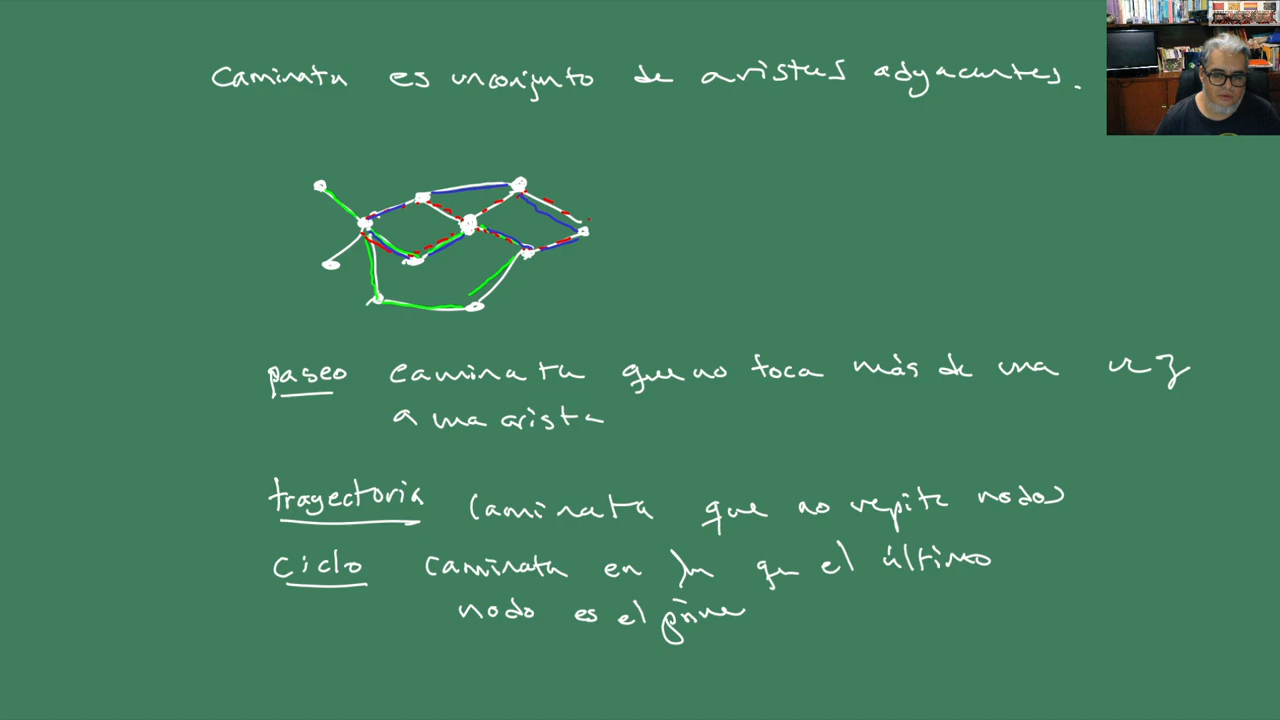 Caminata es un conjunto de aristas adyacentes.
paseo caminata que no toca más de una vez
a una arista
trayectoria Caminata que no repite nodos
ciclo caminata en la que el último
nodo es el prime